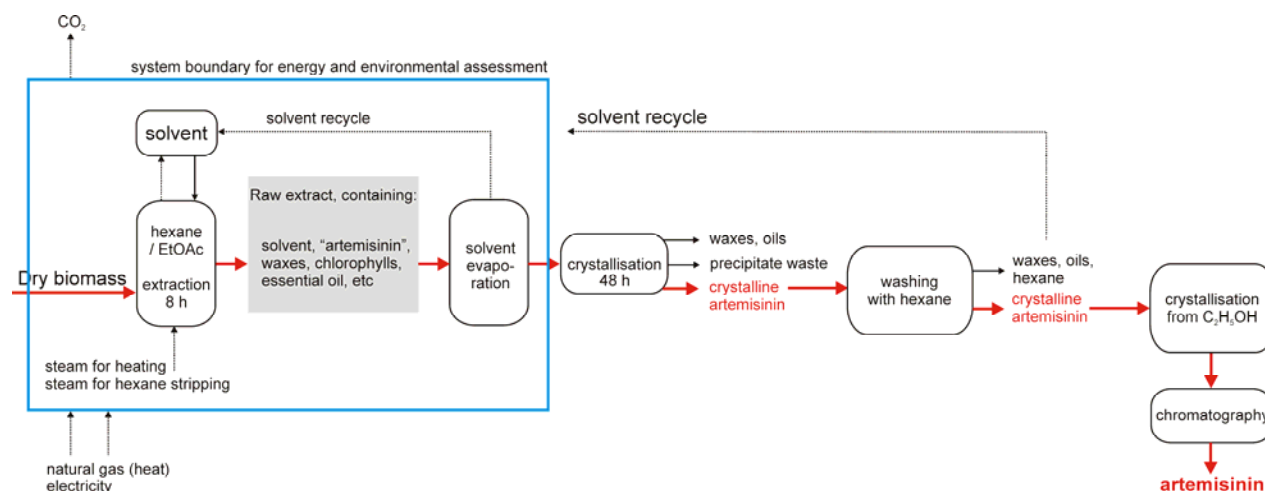 CO₂
system boundary for energy and environmental assessment
solvent
solvent recycle
solvent recycle
Raw extract, containing:
solvent, “artemisinin”,
waxes, chlorophylls,
essential oil, etc
hexane
/ EtOAc
extraction
8 h
Dry biomass
solvent
evapo-
ration
crystallisation
48 h
waxes, oils
precipitate waste
crystalline
artemisinin
washing
with hexane
waxes, oils,
hexane
crystalline
artemisinin
crystallisation
from C₂H₅OH
steam for heating
steam for hexane stripping
chromatography
natural gas (heat)
electricity
artemisinin